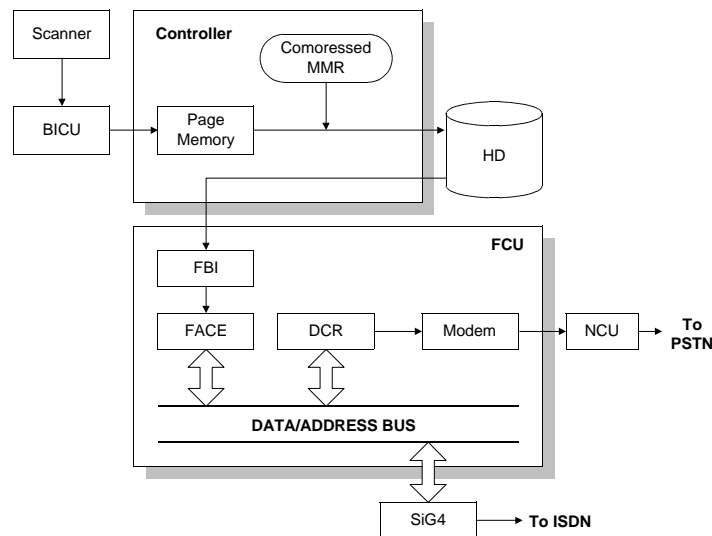 Scanner
Controller
Comoressed
MMR
BICU
Page
Memory
HD
FCU
FBI
FACE
DCR
Modem
NCU
To
PSTN
DATA/ADDRESS BUS
SiG4
To ISDN